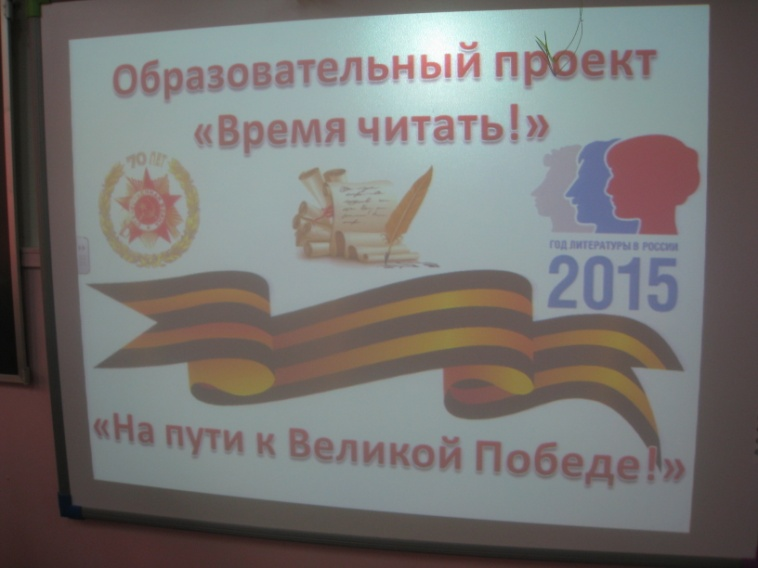 Образовательный проект
«Время читать!»
70 ЛЕТ
ГОД ЛИТЕРАТУРЫ В РОССИИ
2015
«На пути к Великой Победе!»